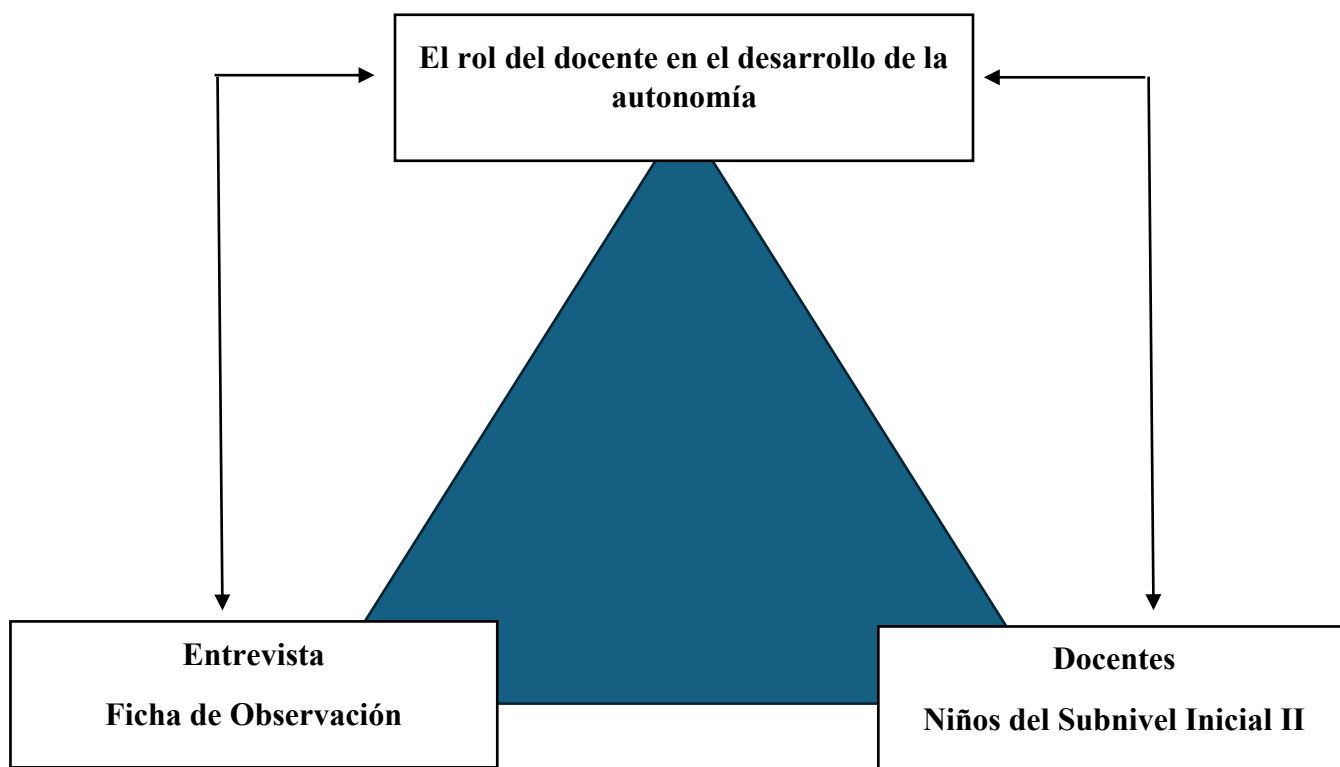 El rol del docente en el desarrollo de la
autonomía
Entrevista
Ficha de Observación
Docentes
Niños del Subnivel Inicial II